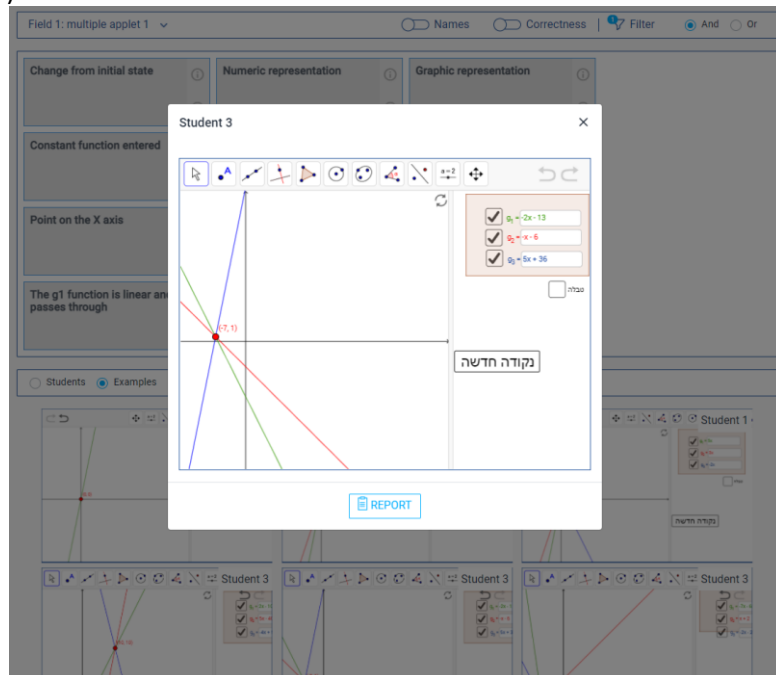 Field 1: multiple applet 1
Names
Correctness
1
Filter
And
Or
Change from initial state
Numeric representation
Graphic representation
Constant function entered
Point on the X axis
The g1 function is linear an
passes through
Student 3
A
a=2
g1 = -2x - 13
g2 = -x - 6
g3 = 5x + 36
טבלה
(-7, 1)
נקודה חדשה
REPORT
Students
Examples
Student 1
נקודה חדשה
Student 3
Student 3
Student 3